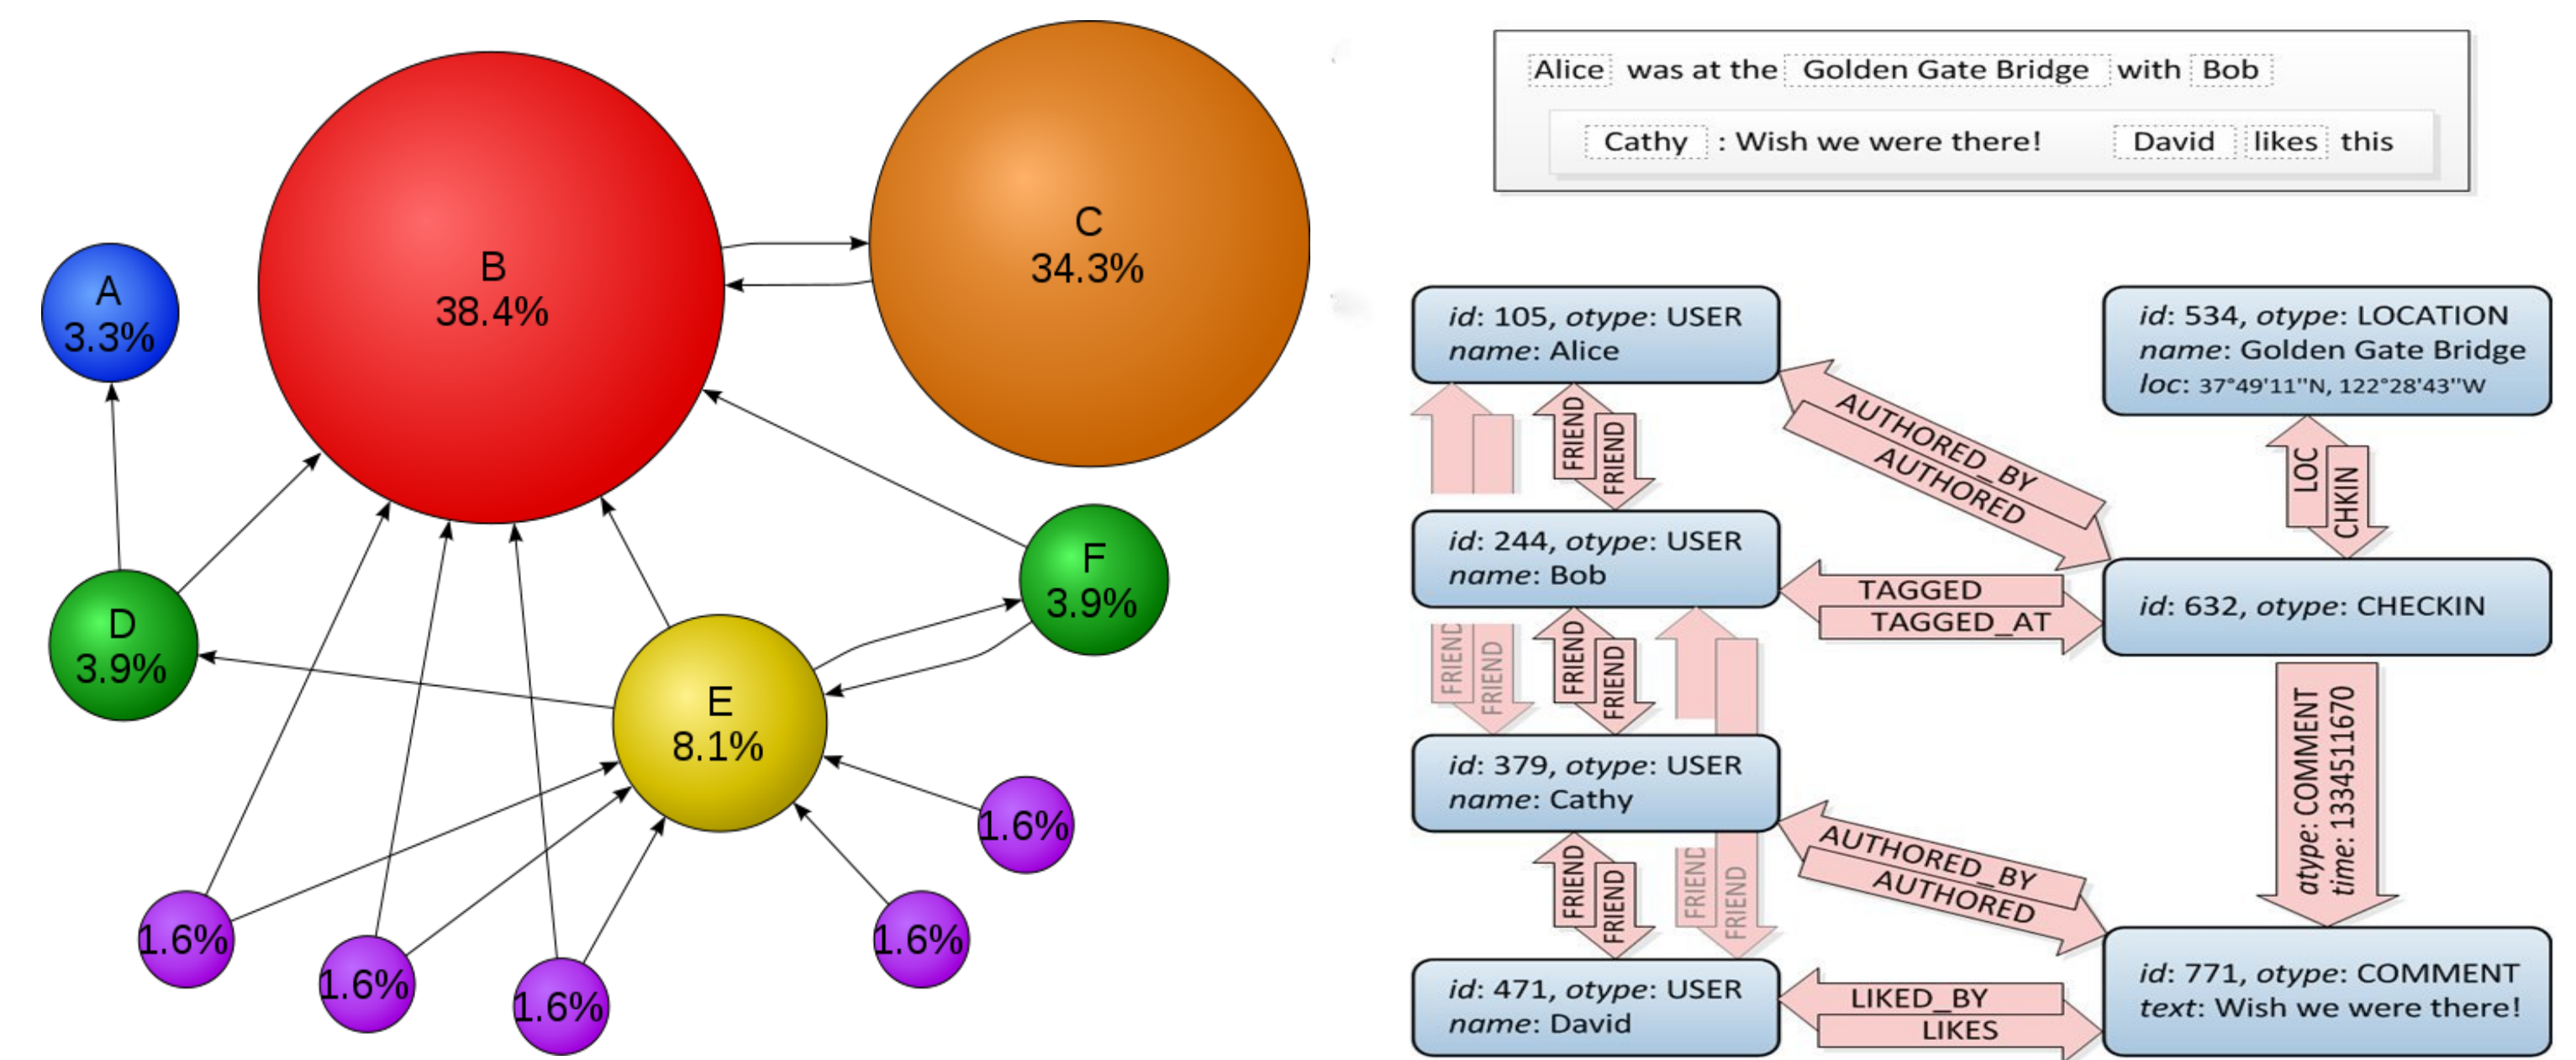 A
3.3%
B
38.4%
C
34.3%
D
3.9%
E
8.1%
F
3.9%
1.6%
1.6%
1.6%
1.6%
1.6%
Alice was at the Golden Gate Bridge with Bob
Cathy : Wish we were there! David likes this
id: 105, otype: USER
name: Alice
id: 534, otype: LOCATION
name: Golden Gate Bridge
loc: 37°49'11"N, 122°28'43"W
FRIEND
FRIEND
AUTHORED_BY
AUTHORED
LOC
CHKIN
id: 244, otype: USER
name: Bob
TAGGED
TAGGED_AT
id: 632, otype: CHECKIN
FRIEND
FRIEND
FRIEND
FRIEND
atype: COMMENT
time: 1334511670
id: 379, otype: USER
name: Cathy
AUTHORED_BY
AUTHORED
FRIEND
FRIEND
FRIEND
FRIEND
id: 471, otype: USER
name: David
LIKED_BY
LIKES
id: 771, otype: COMMENT
text: Wish we were there!